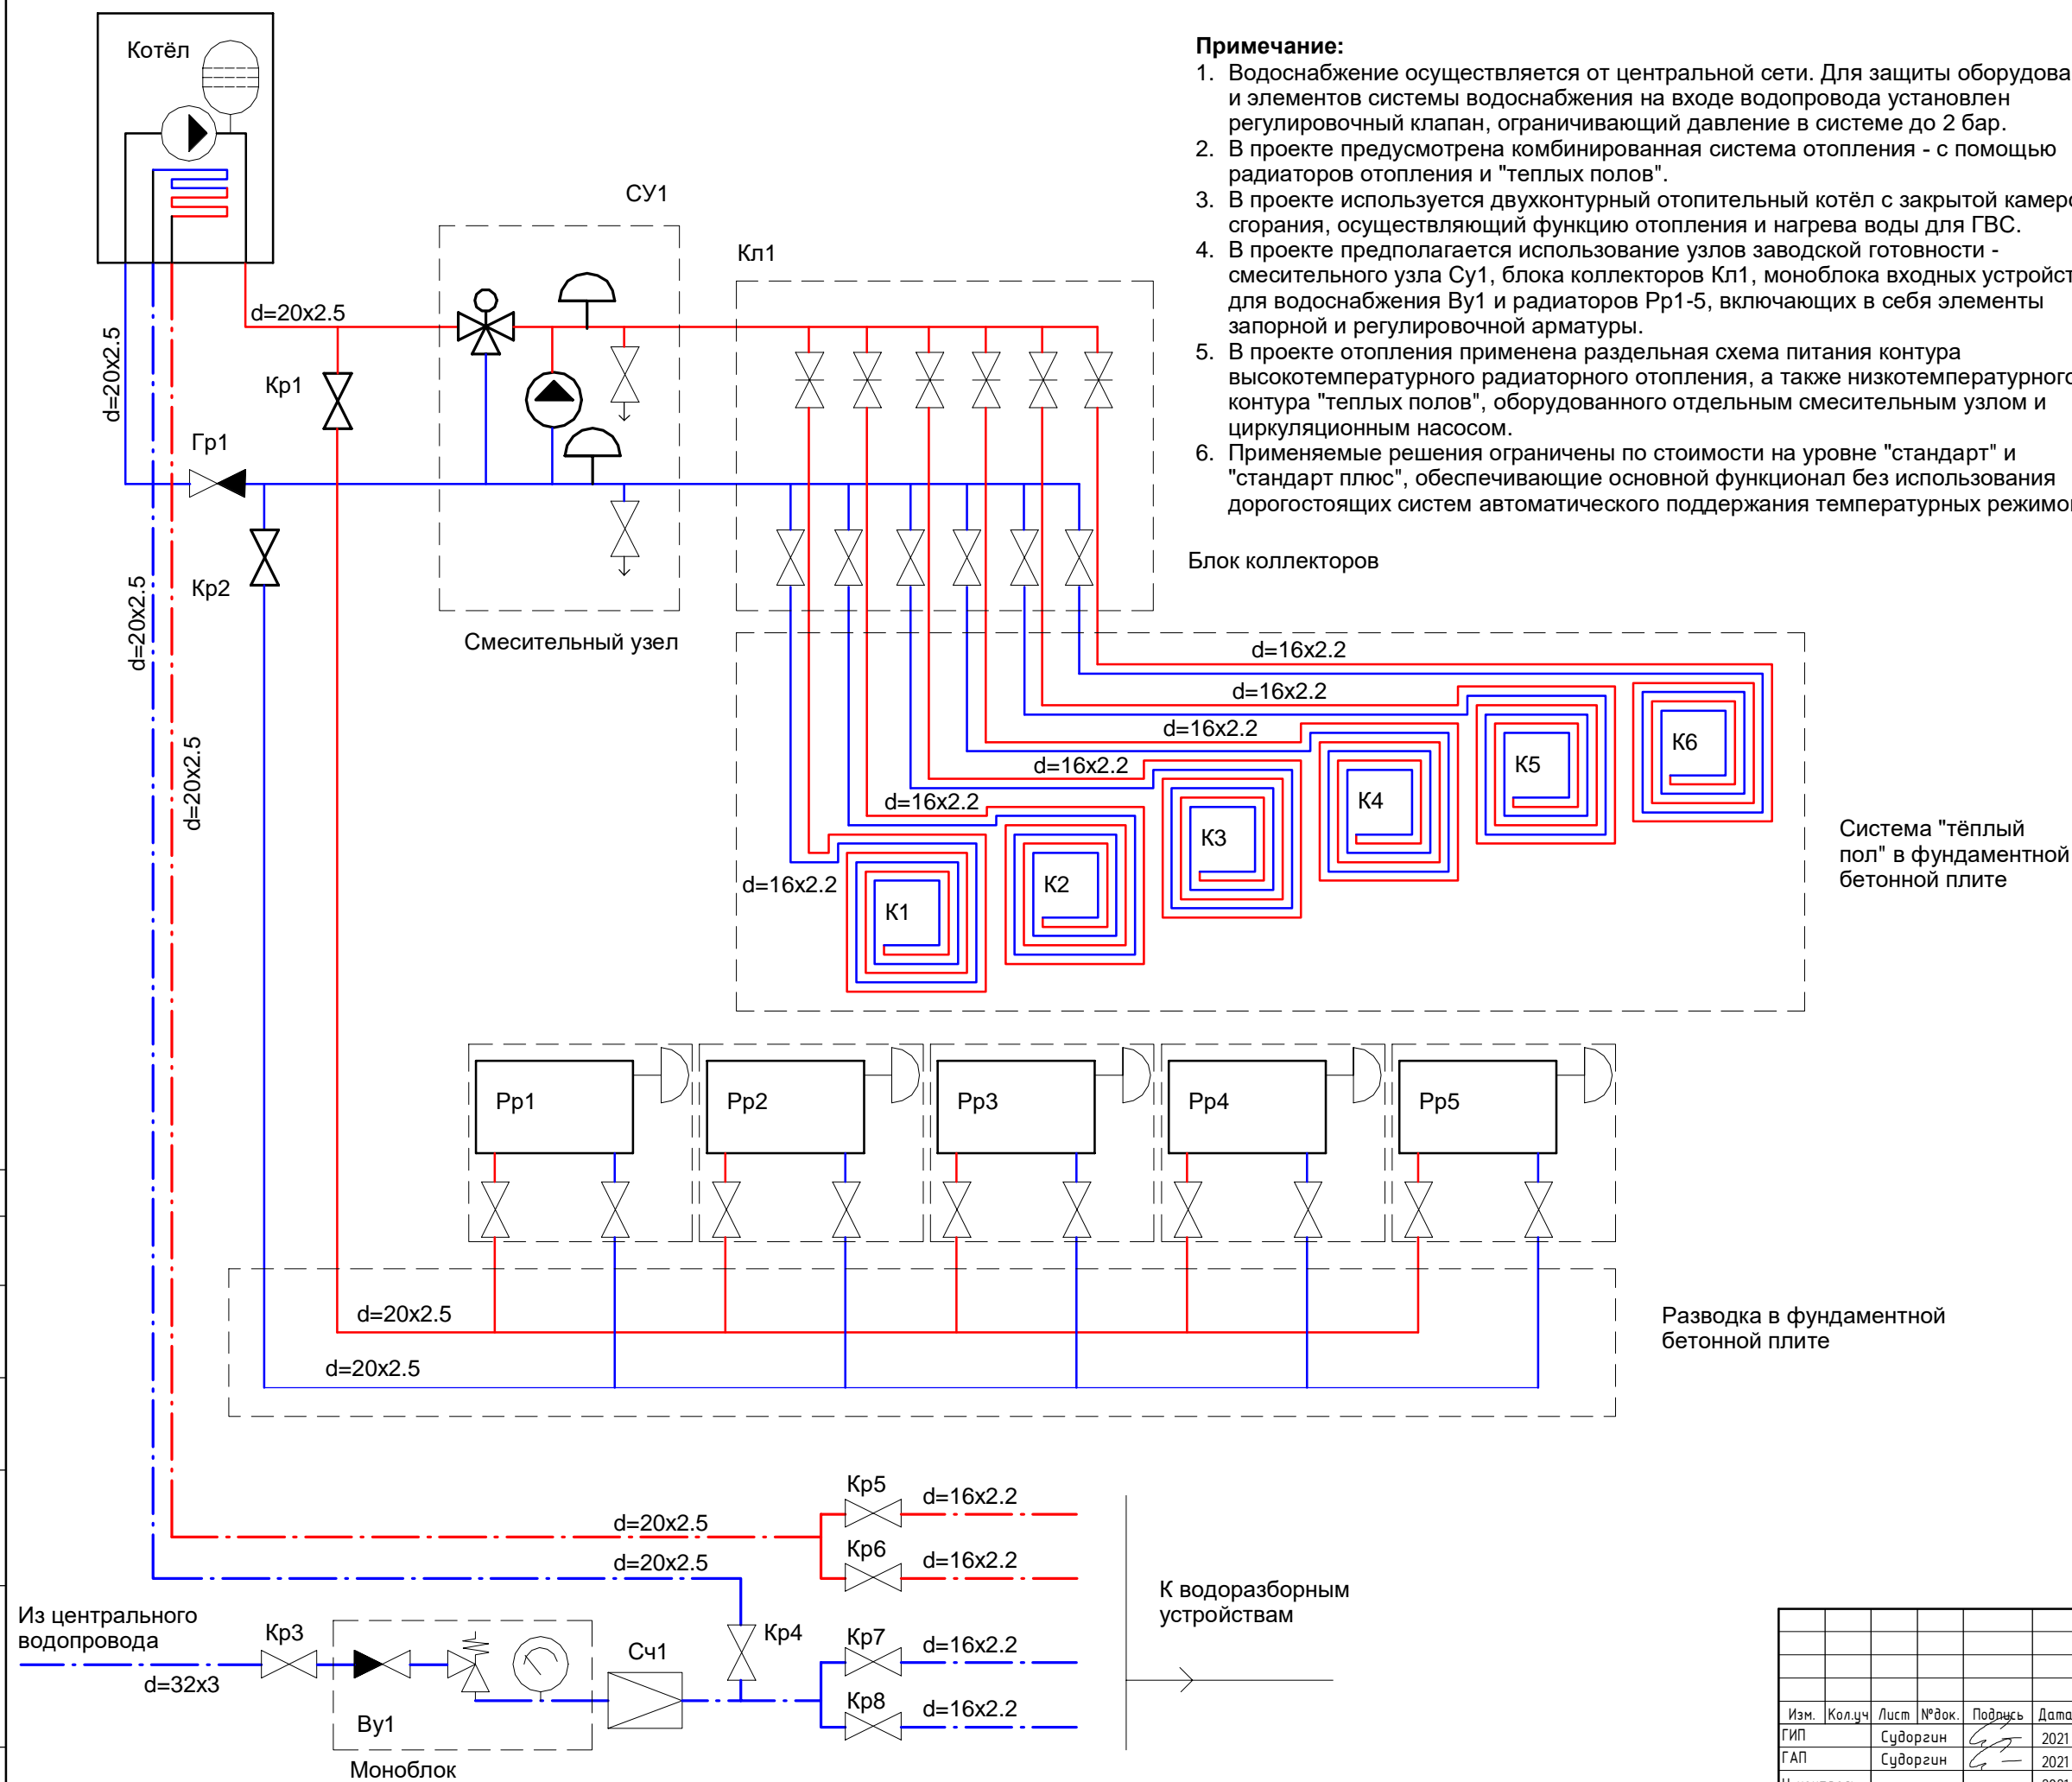 Котёл
Примечание:
1. Водоснабжение осуществляется от центральной сети. Для защиты оборудова
и элементов системы водоснабжения на входе водопровода установлен
регулировочный клапан, ограничивающий давление в системе до 2 бар.
2. В проекте предусмотрена комбинированная система отопления - с помощью
радиаторов отопления и "теплых полов".
3. В проекте используется двухконтурный отопительный котёл с закрытой камеро
сгорания, осуществляющий функцию отопления и нагрева воды для ГВС.
4. В проекте предполагается использование узлов заводской готовности -
смесительного узла Су1, блока коллекторов Кл1, моноблока входных устройст
для водоснабжения Ву1 и радиаторов Рр1-5, включающих в себя элементы
запорной и регулировочной арматуры.
5. В проекте отопления применена раздельная схема питания контура
высокотемпературного радиаторного отопления, а также низкотемпературного
контура "теплых полов", оборудованного отдельным смесительным узлом и
циркуляционным насосом.
6. Применяемые решения ограничены по стоимости на уровне "стандарт" и
"стандарт плюс", обеспечивающие основной функционал без использования
дорогостоящих систем автоматического поддержания температурных режимов
СУ1
Кл1
d=20x2.5
d=20x2.5
Кр1
Гр1
Кр2
d=20x2.5
d=20x2.5
Смесительный узел
Блок коллекторов
d=16x2.2
d=16x2.2
d=16x2.2
d=16x2.2
d=16x2.2
d=16x2.2
К1
К2
К3
К4
К5
К6
Система "тёплый
пол" в фундаментной
бетонной плите
Рр1
Рр2
Рр3
Рр4
Рр5
d=20x2.5
d=20x2.5
Разводка в фундаментной
бетонной плите
Кр5
d=16x2.2
d=20x2.5
Кр6
d=16x2.2
d=20x2.5
К водоразборным
устройствам
Из центрального
водопровода
d=32x3
Кр3
Ву1
Моноблок
Сч1
Кр4
Кр7
d=16x2.2
Кр8
d=16x2.2
Изм. Кол.уч Лист №док. Подпись Дата
ГИП Судоргин 2021
ГАП Судоргин 2021